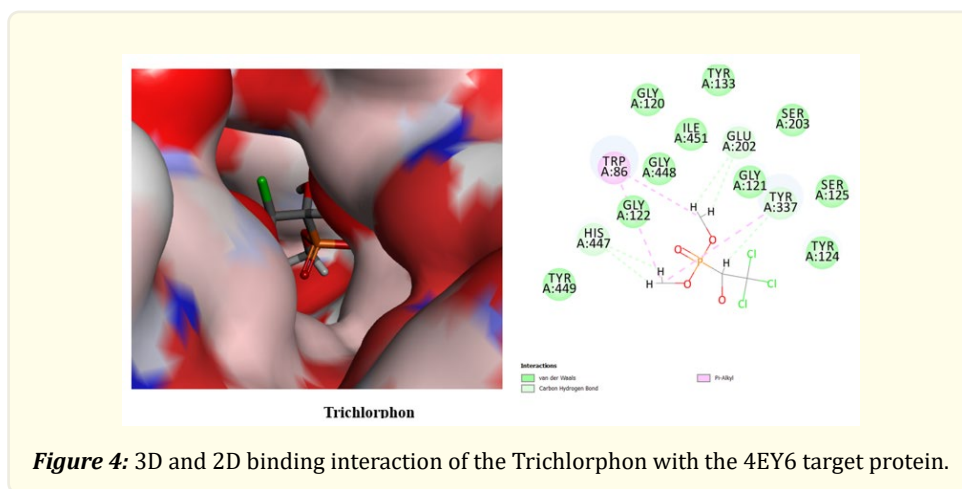 TYR
A:133
GLY
A:120
SER
A:203
ILE
A:451
GLU
A:202
TRP
A:86
GLY
A:448
GLY
A:121
SER
A:125
TYR
A:337
GLY
A:122
H H
HIS
A:447
O
O P
H
Cl
TYR
A:124
H
H O
Cl
TYR
A:449
O
Cl
Interactions
van der Waals
Carbon Hydrogen Bond
Pi-Alkyl
Trichlorphon
Figure 4: 3D and 2D binding interaction of the Trichlorphon with the 4EY6 target protein.